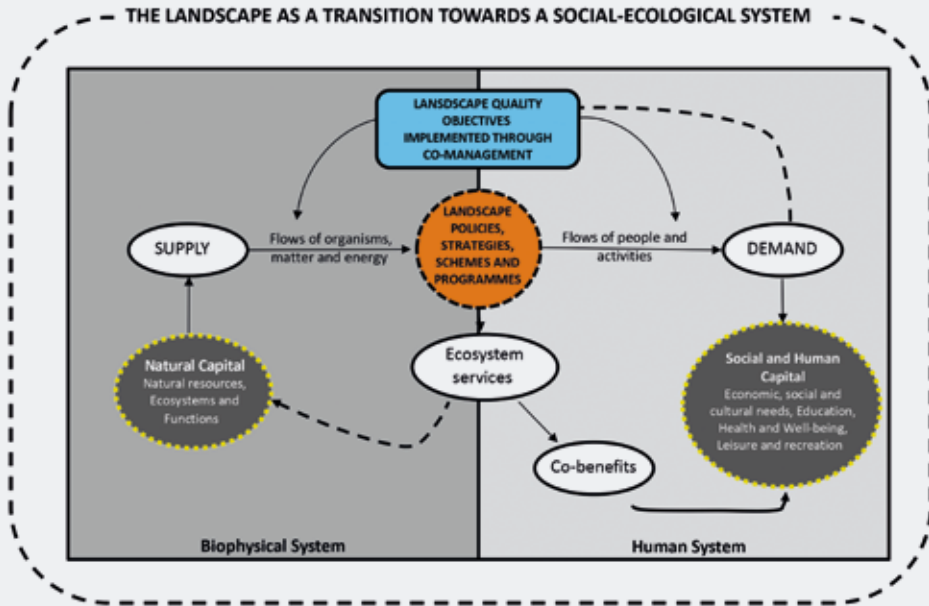 THE LANDSCAPE AS A TRANSITION TOWARDS A SOCIAL-ECOLOGICAL SYSTEM
LANSDSCAPE QUALITY
OBJECTIVES
IMPLEMENTED THROUGH
CO-MANAGEMENT
SUPPLY
Flows of organisms,
matter and energy
LANDSCAPE
POLICIES,
STRATEGIES,
SCHEMES AND
PROGRAMMES
Flows of people and
activities
DEMAND
Natural Capital
Natural resources,
Ecosystems and
Functions
Ecosystem
services
Social and Human
Capital
Economic, social and
cultural needs, Education,
Health and Well-being,
Leisure and recreation
Co-benefits
Biophysical System
Human System